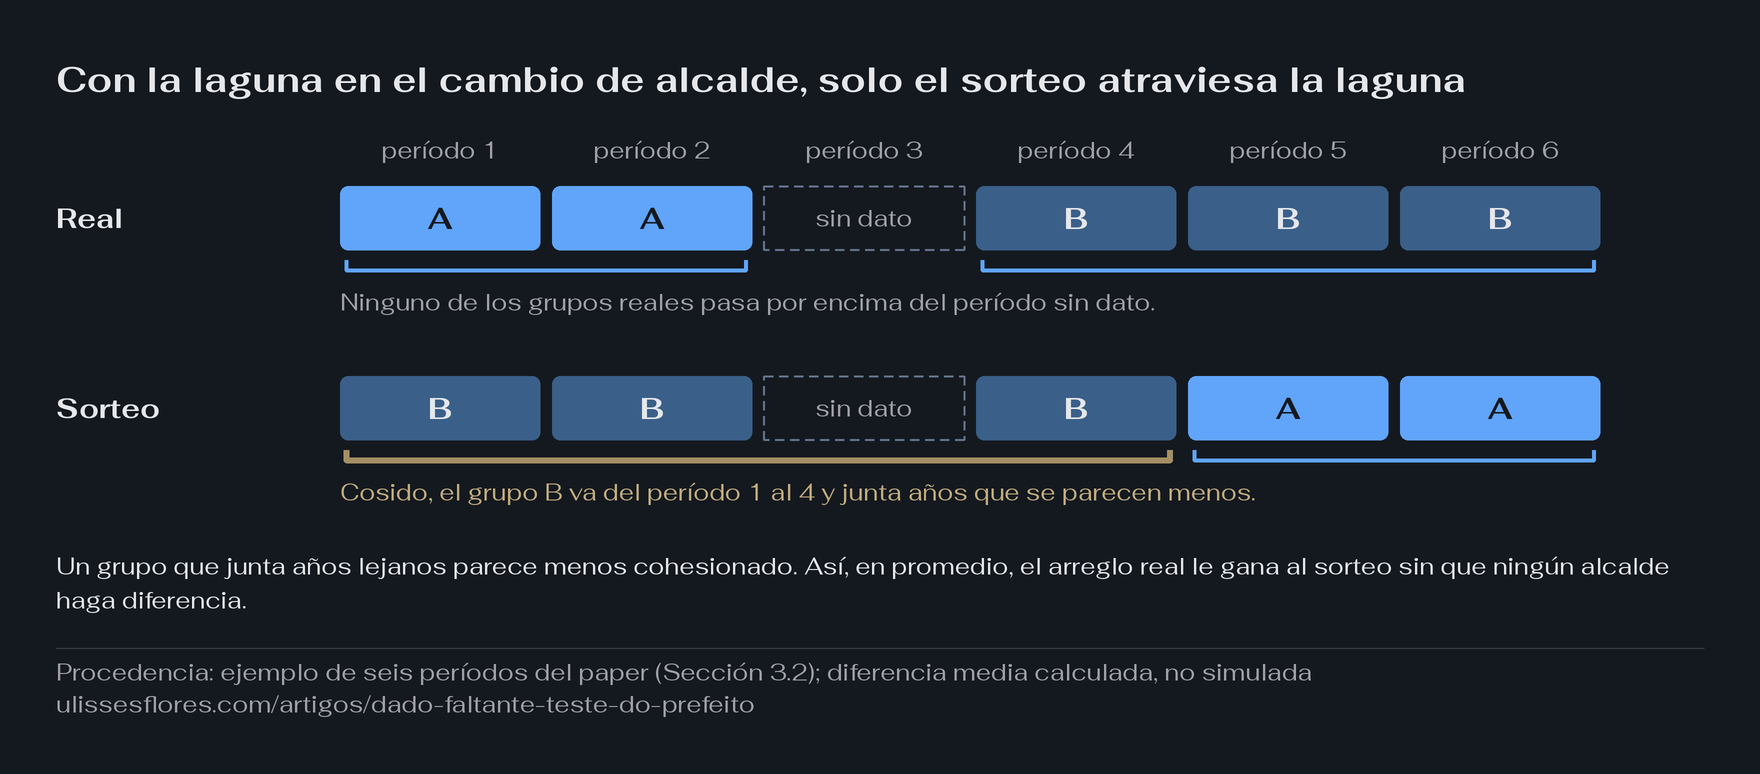 Con la laguna en el cambio de alcalde, solo el sorteo atraviesa la laguna
período 1 período 2 período 3 período 4 período 5 período 6
Real A A sin dato B B B
Ninguno de los grupos reales pasa por encima del período sin dato.
Sorteo B B sin dato B A A
Cosido, el grupo B va del período 1 al 4 y junta años que se parecen menos.
Un grupo que junta años lejanos parece menos cohesionado. Así, en promedio, el arreglo real le gana al sorteo sin que ningún alcalde
haga diferencia.
Procedencia: ejemplo de seis períodos del paper (Sección 3.2); diferencia media calculada, no simulada
ulissesflores.com/artigos/dado-faltante-teste-do-prefeito